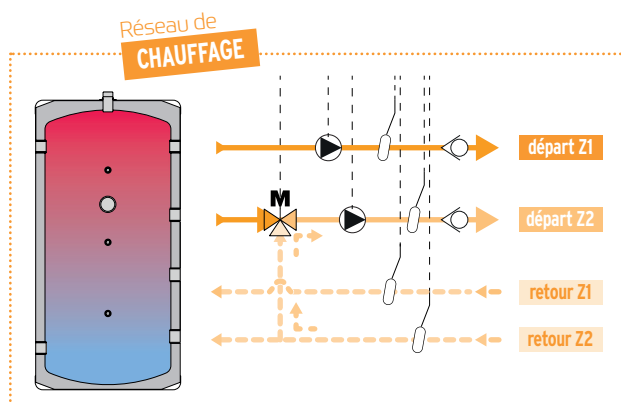 Réseau de
CHAUFFAGE
départ Z1
M
départ Z2
retour Z1
retour Z2